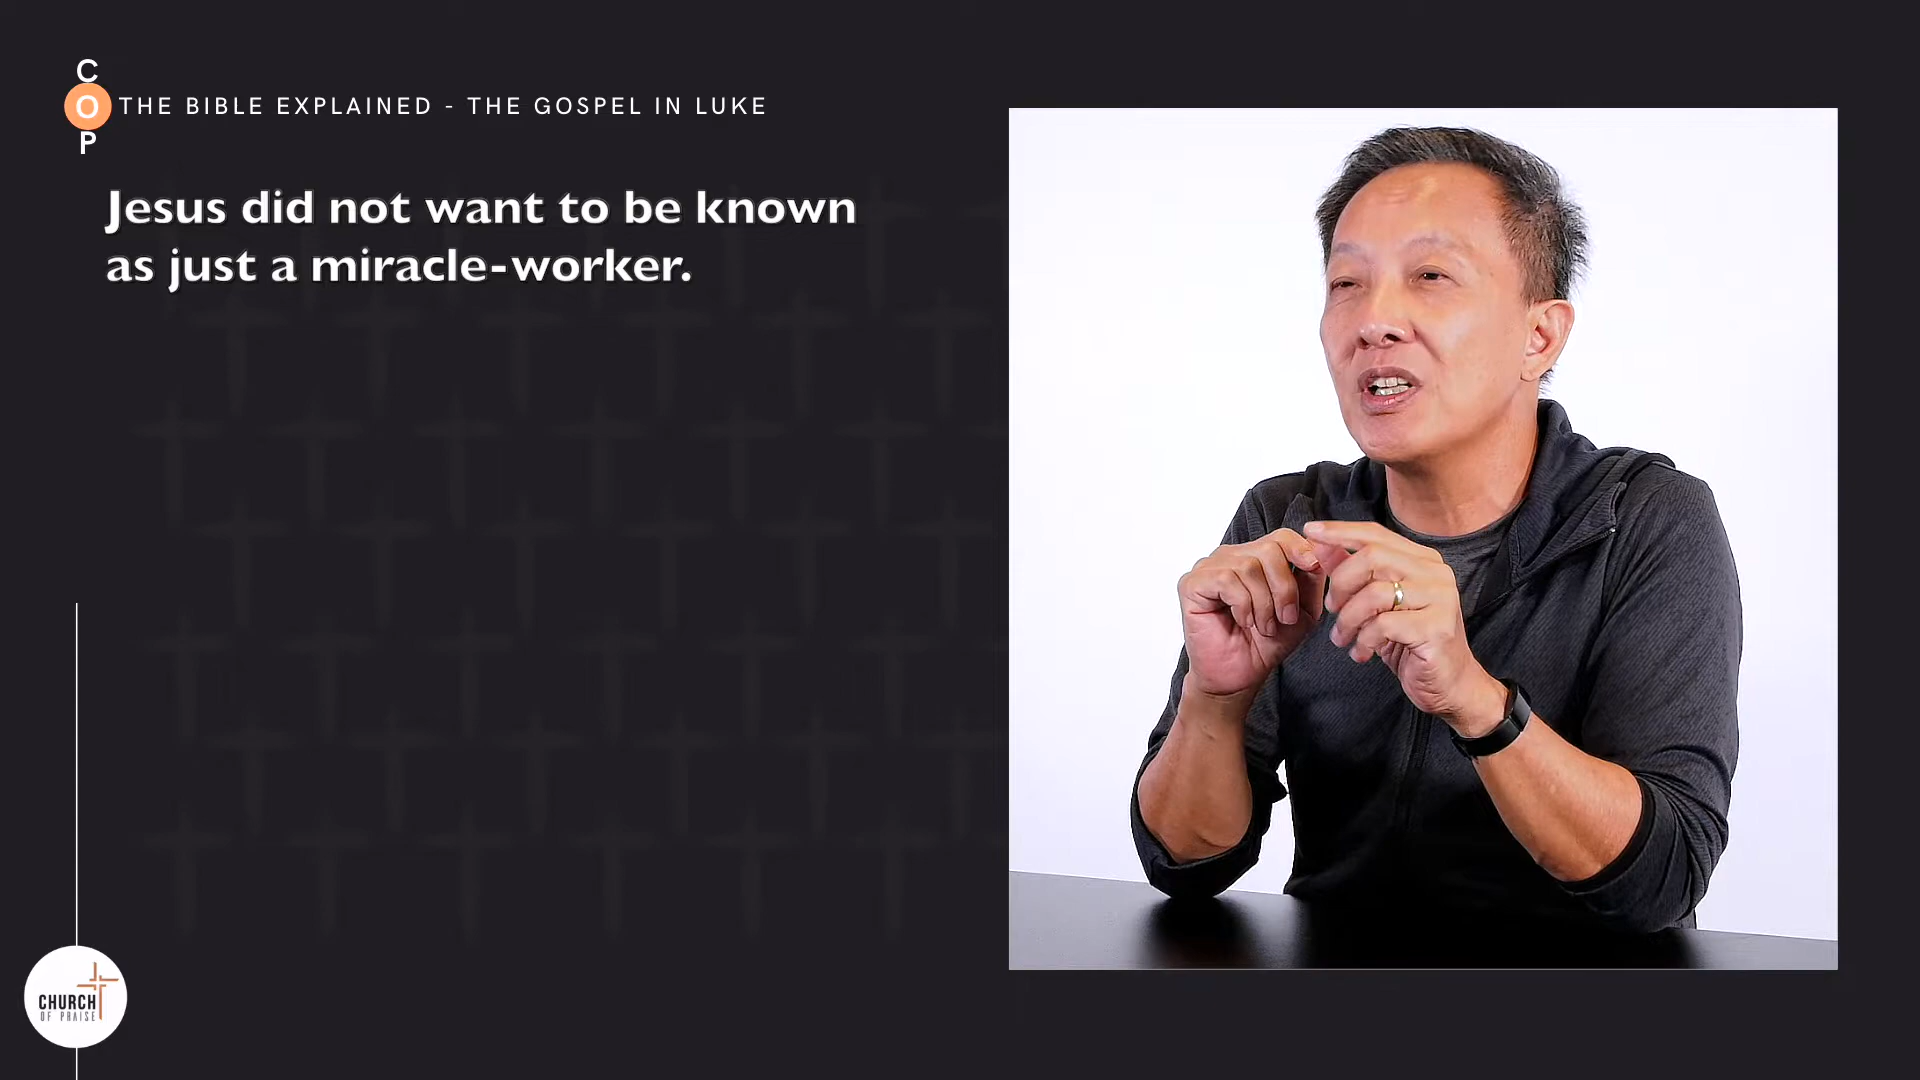 C
O
P
THE BIBLE EXPLAINED - THE GOSPEL IN LUKE
Jesus did not want to be known
as just a miracle-worker.
CHURCH
OF PRAISE